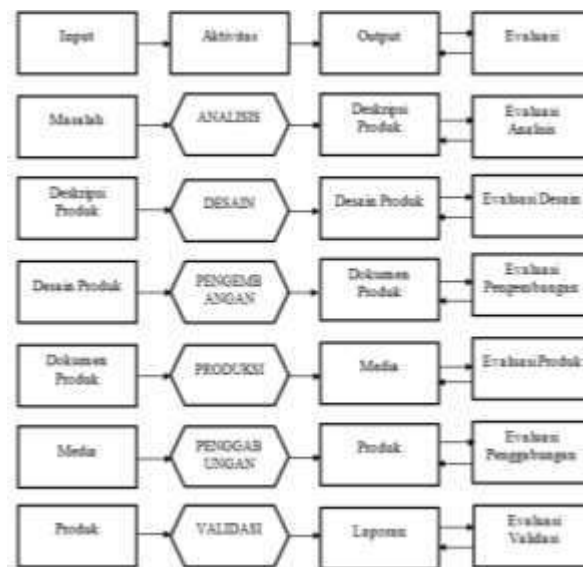 Input
Aktivitas
Output
Evaluasi
Masalah
ANALISIS
Deskripsi
Produk
Evaluasi
Analisis
Deskripsi
Produk
DESAIN
Desain Produk
Evaluasi Desain
Desain Produk
PENGEMB
ANGAN
Dokumen
Produk
Evaluasi
Pengembangan
Dokumen
Produk
PRODUKSI
Media
Evaluasi Produk
Media
PENGGAB
UNGAN
Produk
Evaluasi
Penggabungan
Produk
VALIDASI
Laporan
Evaluasi
Validasi